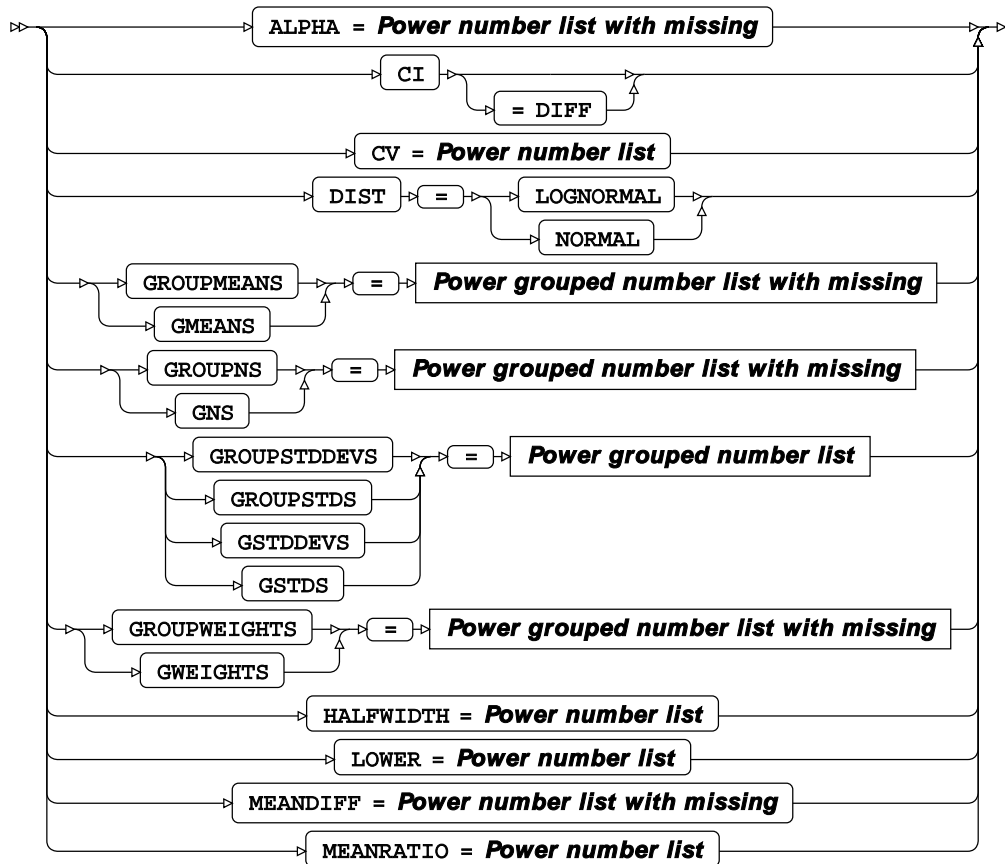 ALPHA = Power number list with missing
CI
= DIFF
CV = Power number list
DIST = LOGNORMAL
NORMAL
GROUPMEANS = Power grouped number list with missing
GMEANS
GROUPNS = Power grouped number list with missing
GNS
GROUPSTDDEVS = Power grouped number list
GROUPSTDS
GSTDDEVS
GSTDS
GROUPWEIGHTS = Power grouped number list with missing
GWEIGHTS
HALFWIDTH = Power number list
LOWER = Power number list
MEANDIFF = Power number list with missing
MEANRATIO = Power number list